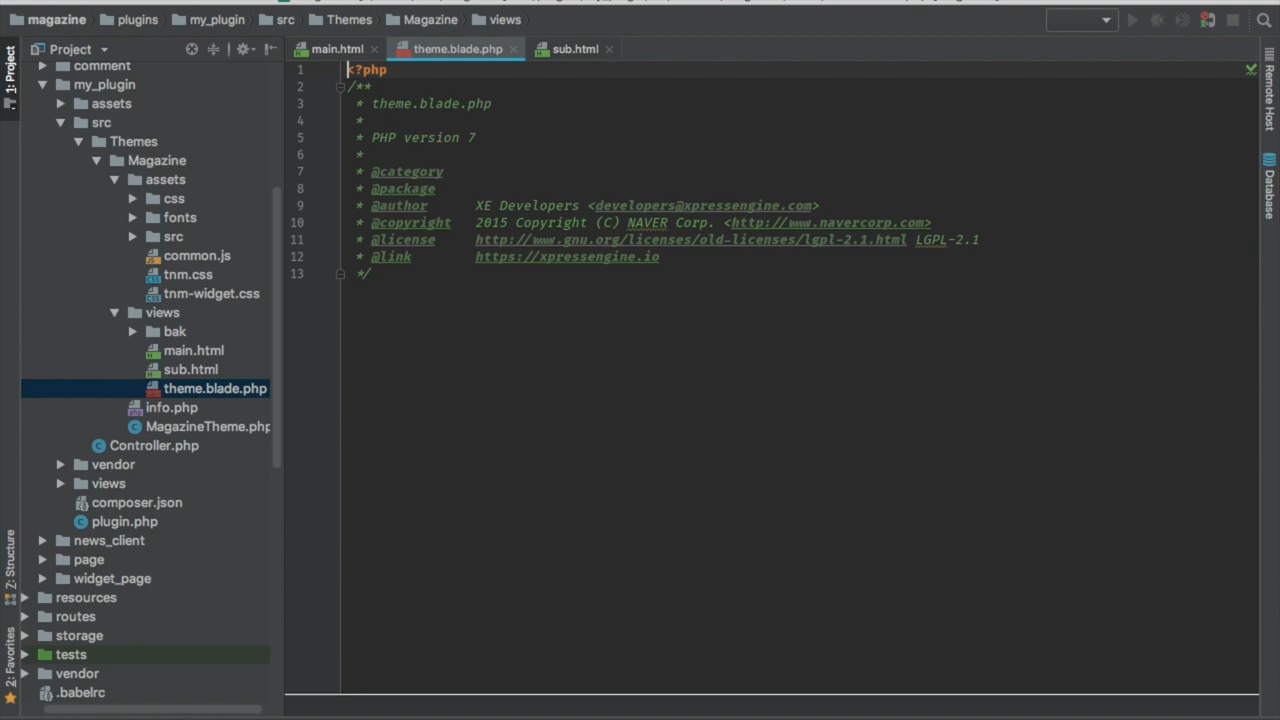 magazine plugins my_plugin src Themes Magazine views
1: Project
Project
main.html theme.blade.php sub.html
comment
my_plugin
assets
src
Themes
Magazine
assets
css
fonts
src
common.js
tnm.css
tnm-widget.css
views
bak
main.html
sub.html
theme.blade.php
info.php
MagazineTheme.php
Controller.php
vendor
views
composer.json
plugin.php
news_client
page
widget_page
resources
routes
storage
tests
vendor
.babelrc
Z: Structure
2: Favorites
1 <?php
2 /**
3 * theme.blade.php
4 *
5 * PHP version 7
6 *
7 * @category
8 * @package
9 * @author XE Developers <developers@xpressengine.com>
10 * @copyright 2015 Copyright (C) NAVER Corp. <http://www.navercorp.com>
11 * @license http://www.gnu.org/licenses/old-licenses/lgpl-2.1.html LGPL-2.1
12 * @link https://xpressengine.io
13 */
Remote Host
Database